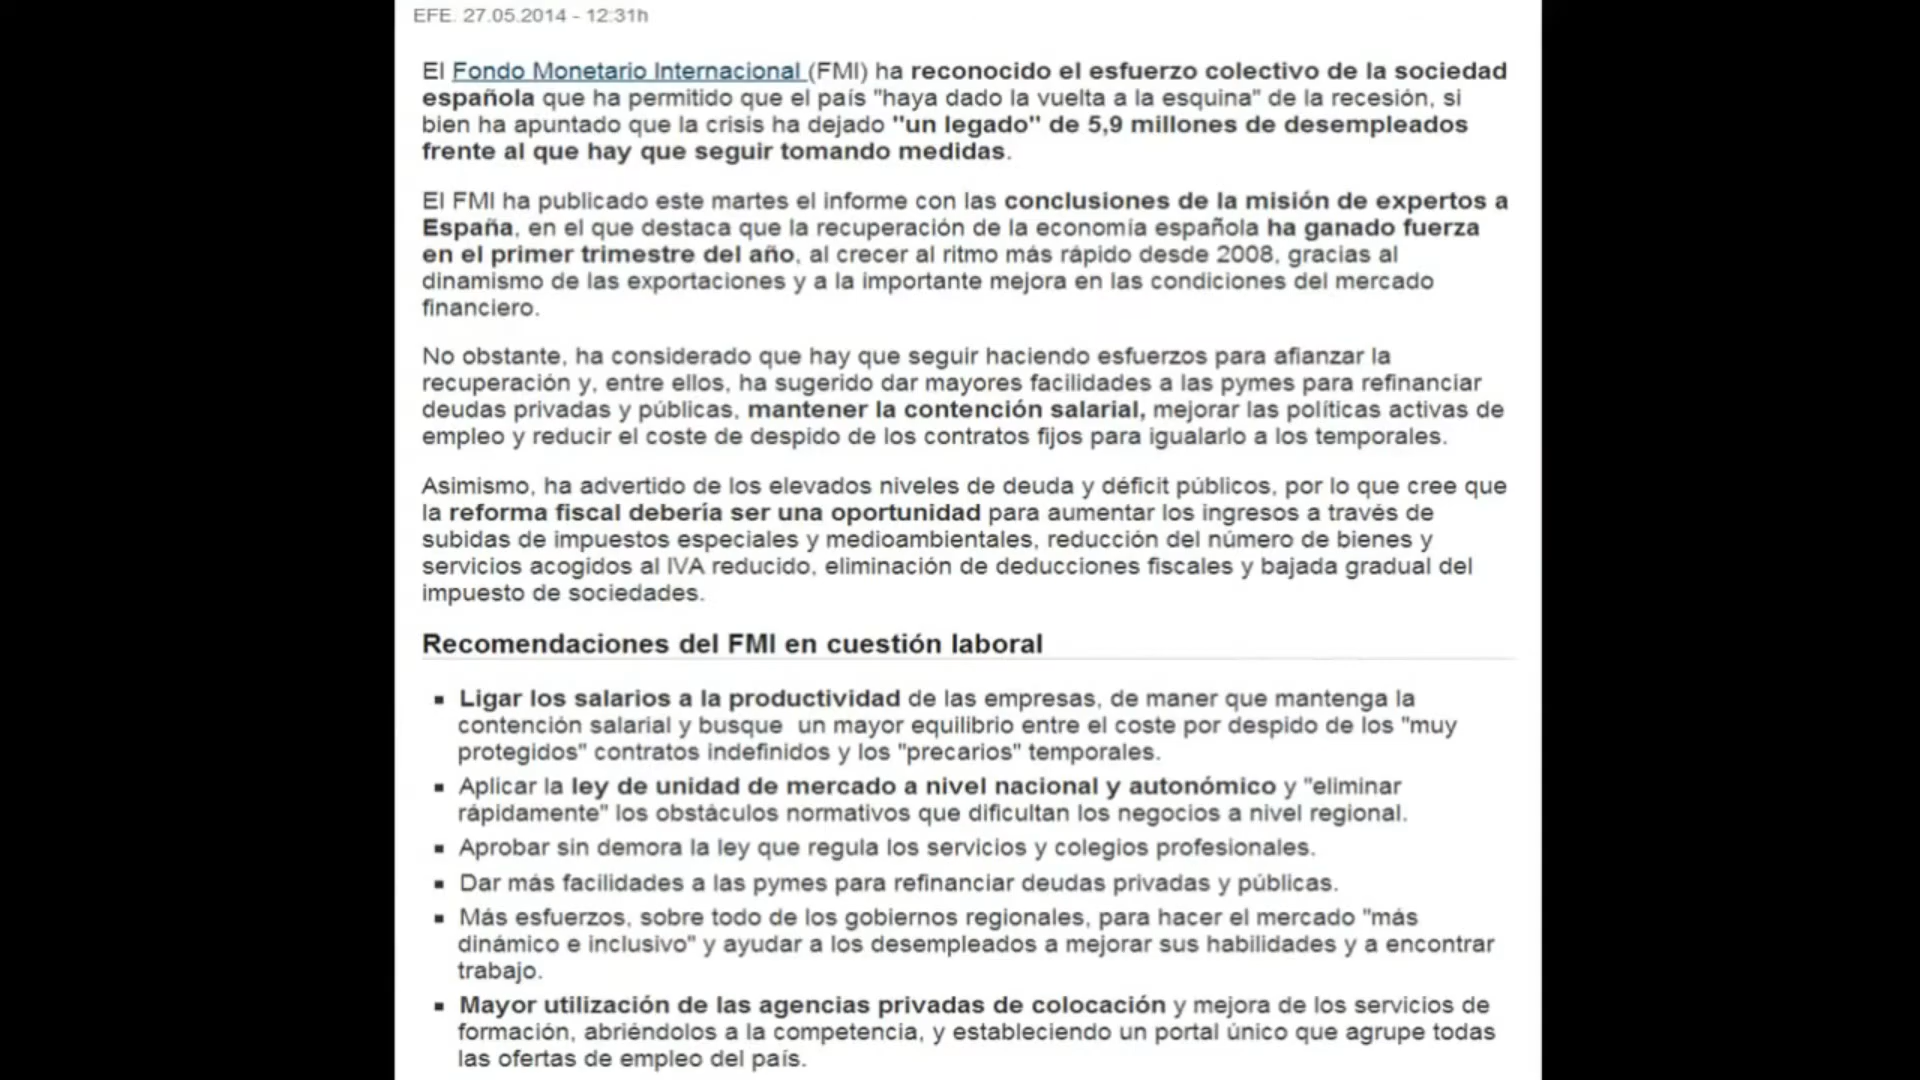 EFE. 27.05.2014 - 12:31h
El Fondo Monetario Internacional (FMI) ha reconocido el esfuerzo colectivo de la sociedad
española que ha permitido que el país "haya dado la vuelta a la esquina" de la recesión, si
bien ha apuntado que la crisis ha dejado "un legado" de 5,9 millones de desempleados
frente al que hay que seguir tomando medidas.
El FMI ha publicado este martes el informe con las conclusiones de la misión de expertos a
España, en el que destaca que la recuperación de la economía española ha ganado fuerza
en el primer trimestre del año, al crecer al ritmo más rápido desde 2008, gracias al
dinamismo de las exportaciones y a la importante mejora en las condiciones del mercado
financiero.
No obstante, ha considerado que hay que seguir haciendo esfuerzos para afianzar la
recuperación y, entre ellos, ha sugerido dar mayores facilidades a las pymes para refinanciar
deudas privadas y públicas, mantener la contención salarial, mejorar las políticas activas de
empleo y reducir el coste de despido de los contratos fijos para igualarlo a los temporales.
Asimismo, ha advertido de los elevados niveles de deuda y déficit públicos, por lo que cree que
la reforma fiscal debería ser una oportunidad para aumentar los ingresos a través de
subidas de impuestos especiales y medioambientales, reducción del número de bienes y
servicios acogidos al IVA reducido, eliminación de deducciones fiscales y bajada gradual del
impuesto de sociedades.
Recomendaciones del FMI en cuestión laboral
▪ Ligar los salarios a la productividad de las empresas, de maner que mantenga la
contención salarial y busque un mayor equilibrio entre el coste por despido de los "muy
protegidos" contratos indefinidos y los "precarios" temporales.
▪ Aplicar la ley de unidad de mercado a nivel nacional y autonómico y "eliminar
rápidamente" los obstáculos normativos que dificultan los negocios a nivel regional.
▪ Aprobar sin demora la ley que regula los servicios y colegios profesionales.
▪ Dar más facilidades a las pymes para refinanciar deudas privadas y públicas.
▪ Más esfuerzos, sobre todo de los gobiernos regionales, para hacer el mercado "más
dinámico e inclusivo" y ayudar a los desempleados a mejorar sus habilidades y a encontrar
trabajo.
▪ Mayor utilización de las agencias privadas de colocación y mejora de los servicios de
formación, abriéndolos a la competencia, y estableciendo un portal único que agrupe todas
las ofertas de empleo del país.